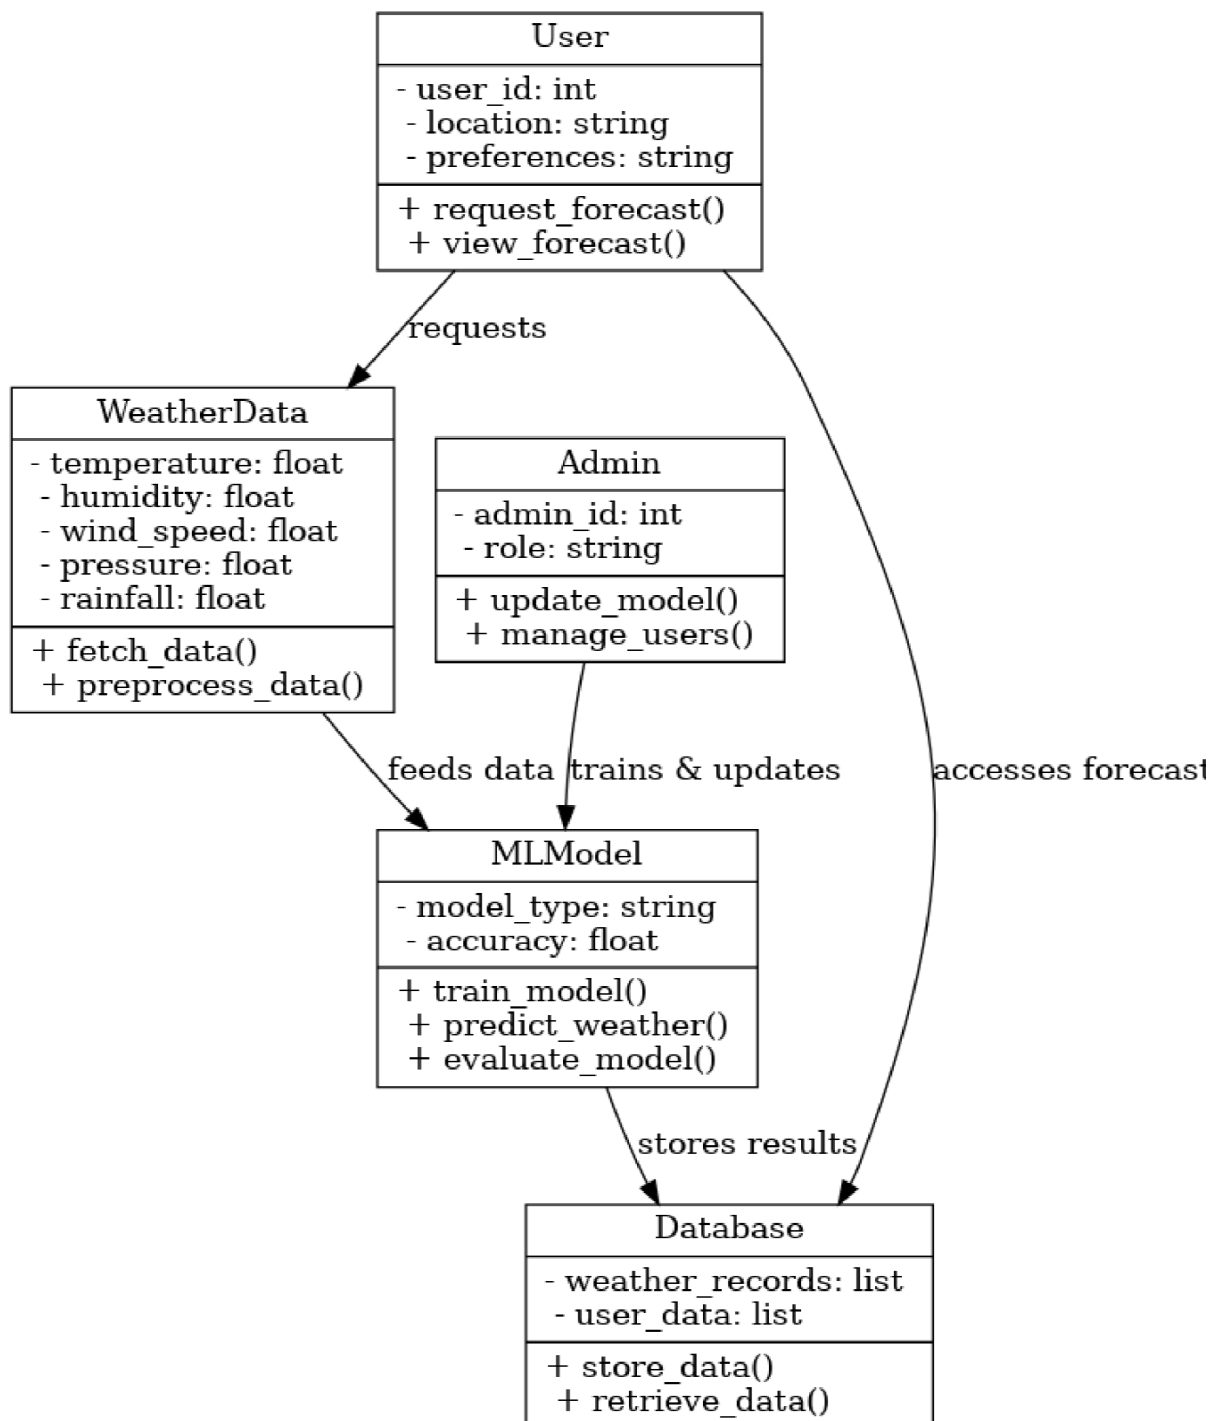 User
- user_id: int
- location: string
- preferences: string
+ request_forecast()
+ view_forecast()
requests
WeatherData
- temperature: float
- humidity: float
- wind_speed: float
- pressure: float
- rainfall: float
+ fetch_data()
+ preprocess_data()
Admin
- admin_id: int
- role: string
+ update_model()
+ manage_users()
feeds data
trains & updates
accesses forecast
MLModel
- model_type: string
- accuracy: float
+ train_model()
+ predict_weather()
+ evaluate_model()
stores results
Database
- weather_records: list
- user_data: list
+ store_data()
+ retrieve_data()